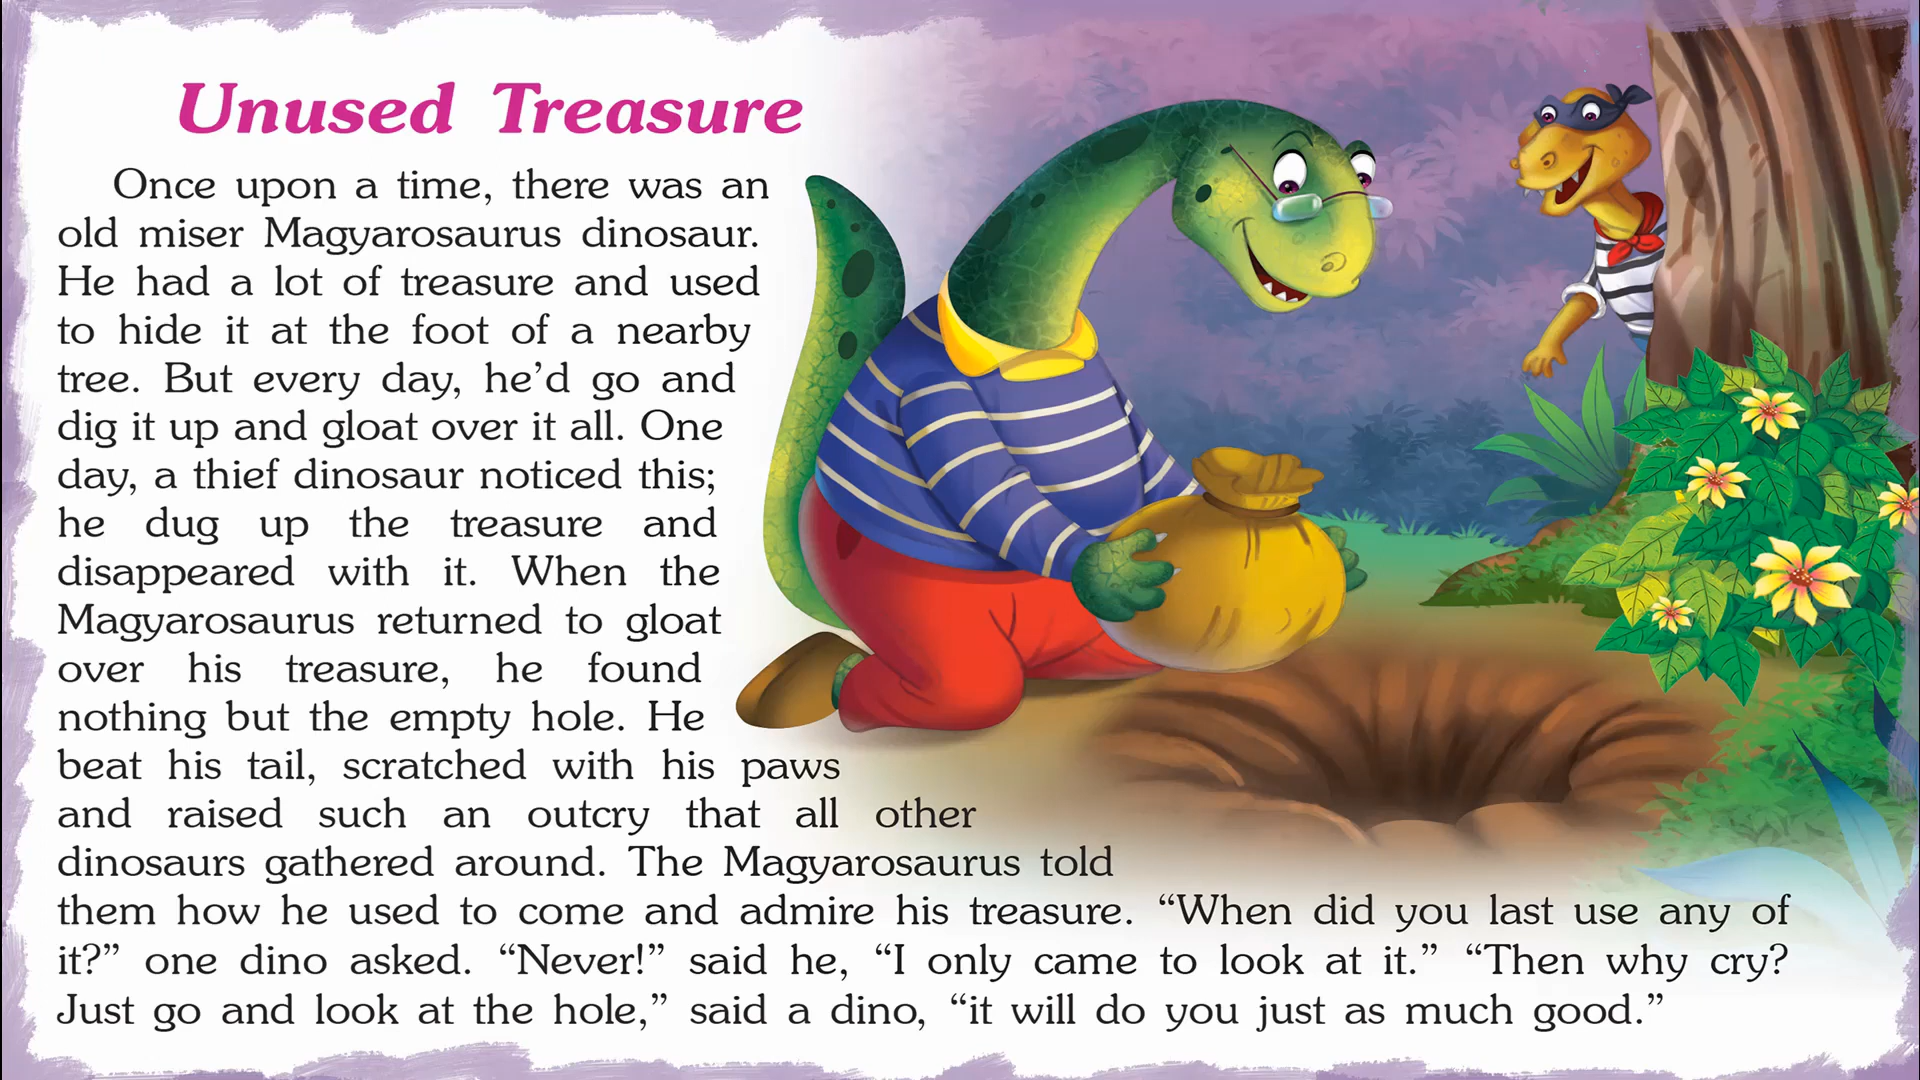 Unused Treasure
Once upon a time, there was an
old miser Magyarosaurus dinosaur.
He had a lot of treasure and used
to hide it at the foot of a nearby
tree. But every day, he’d go and
dig it up and gloat over it all. One
day, a thief dinosaur noticed this;
he dug up the treasure and
disappeared with it. When the
Magyarosaurus returned to gloat
over his treasure, he found
nothing but the empty hole. He
beat his tail, scratched with his paws
and raised such an outcry that all other
dinosaurs gathered around. The Magyarosaurus told
them how he used to come and admire his treasure. “When did you last use any of
it?” one dino asked. “Never!” said he, “I only came to look at it.” “Then why cry?
Just go and look at the hole,” said a dino, “it will do you just as much good.”